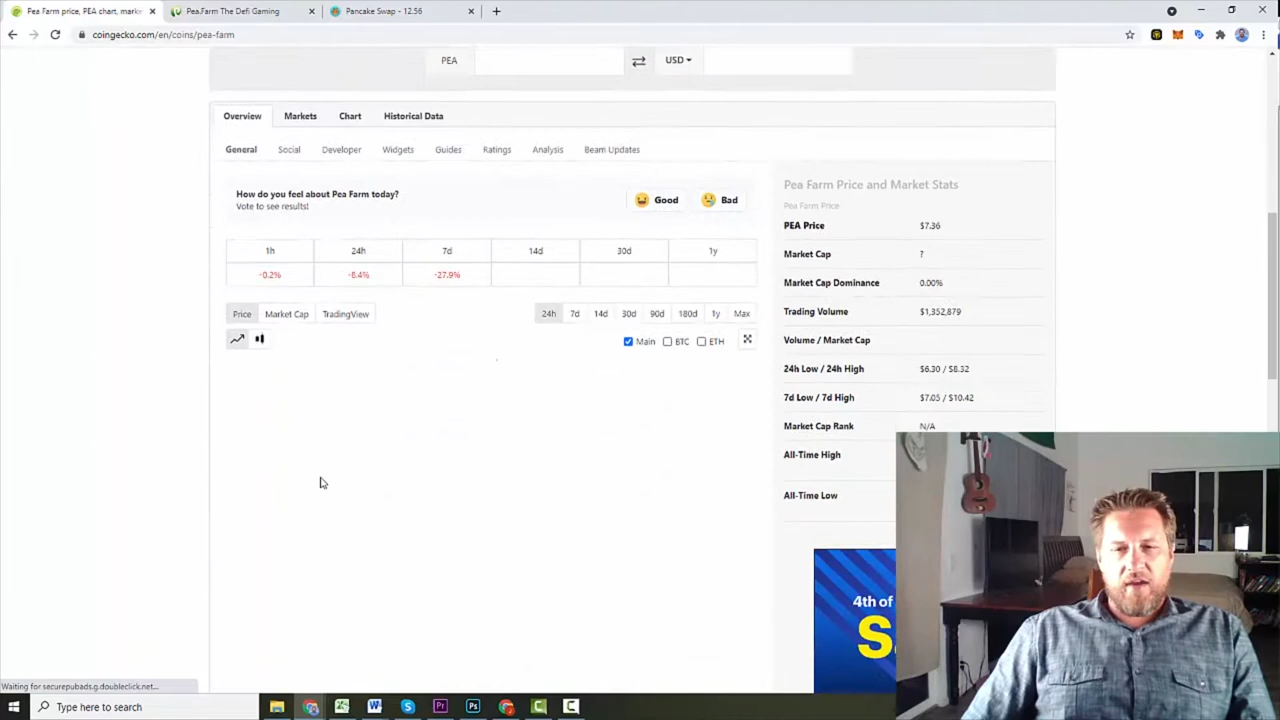 Pea Farm price, PEA chart, marke
Pea.Farm The Defi Gaming
Pancake Swap - 12.56
coingecko.com/en/coins/pea-farm
PEA
USD
Overview Markets Chart Historical Data
General Social Developer Widgets Guides Ratings Analysis Beam Updates
How do you feel about Pea Farm today?
Vote to see results!
Good Bad
1h 24h 7d 14d 30d 1y
-0.2% -8.4% -27.9%
Price Market Cap TradingView
24h 7d 14d 30d 90d 180d 1y Max
Main BTC ETH
Pea Farm Price and Market Stats
Pea Farm Price
PEA Price $7.36
Market Cap ?
Market Cap Dominance 0.00%
Trading Volume $1,352,879
Volume / Market Cap
24h Low / 24h High $6.30 / $8.32
7d Low / 7d High $7.05 / $10.42
Market Cap Rank N/A
All-Time High
All-Time Low
4th of
S
Waiting for securepubads.g.doubleclick.net...
Type here to search